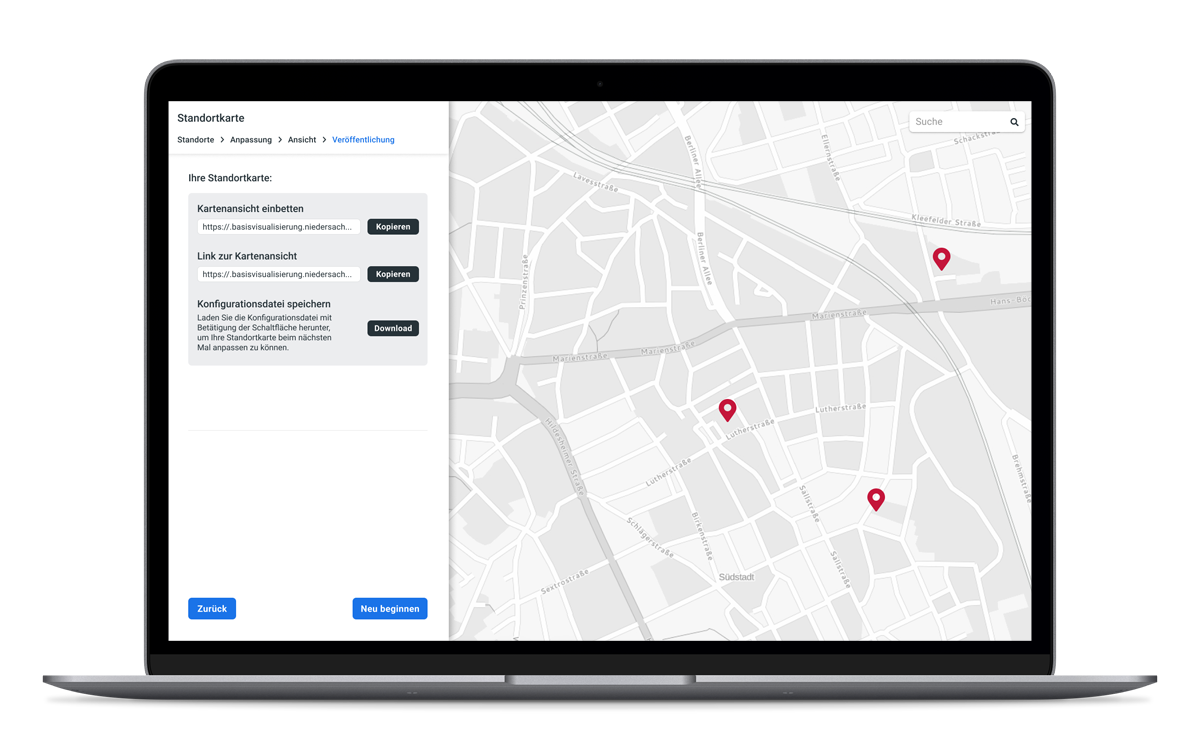 Standortkarte
Standorte > Anpassung > Ansicht > Veröffentlichung
Ihre Standortkarte:
Kartenansicht einbetten
https://.basisvisualisierung.niedersach...
Kopieren
Link zur Kartenansicht
https://.basisvisualisierung.niedersach...
Kopieren
Konfigurationsdatei speichern
Laden Sie die Konfigurationsdatei mit
Betätigung der Schaltfläche herunter,
um Ihre Standortkarte beim nächsten
Mal anpassen zu können.
Download
Zurück
Neu beginnen
Suche
Schackstraße
Ellernstraße
Berliner Allee
Lavesstraße
Kleefelder Straße
Berliner Allee
Prinzenstraße
Hans-Böc
Marienstraße
Marienstraße
Marienstraße
Lutherstraße
Lutherstraße
Hildesheimer Straße
Lutherstraße
Brehmstraße
Sallstraße
Birkenstraße
Schlägerstraße
Sallstraße
Südstadt
Sextrostraße